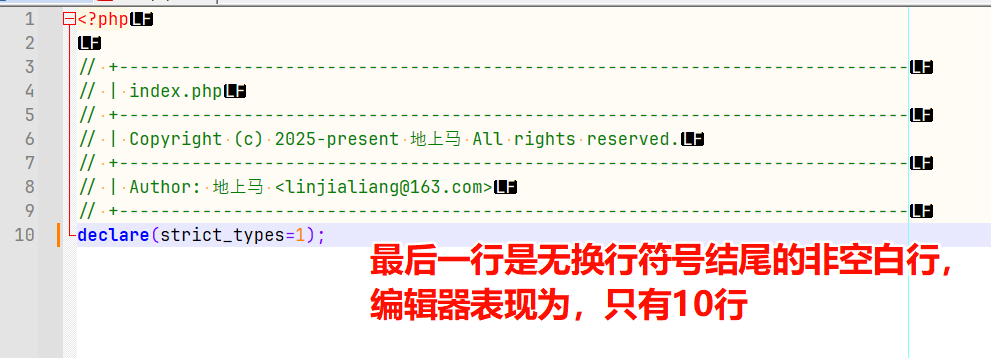 1 <?phpLF
2 LF
3 // +----------------------------------------------------------------------------LF
4 // | index.phpLF
5 // +----------------------------------------------------------------------------LF
6 // | Copyright (c) 2025-present 地上马 All rights reserved.LF
7 // +----------------------------------------------------------------------------LF
8 // | Author: 地上马 <linjialiang@163.com>LF
9 // +----------------------------------------------------------------------------LF
10 declare(strict_types=1);
最后一行是无换行符号结尾的非空白行，
编辑器表现为，只有10行